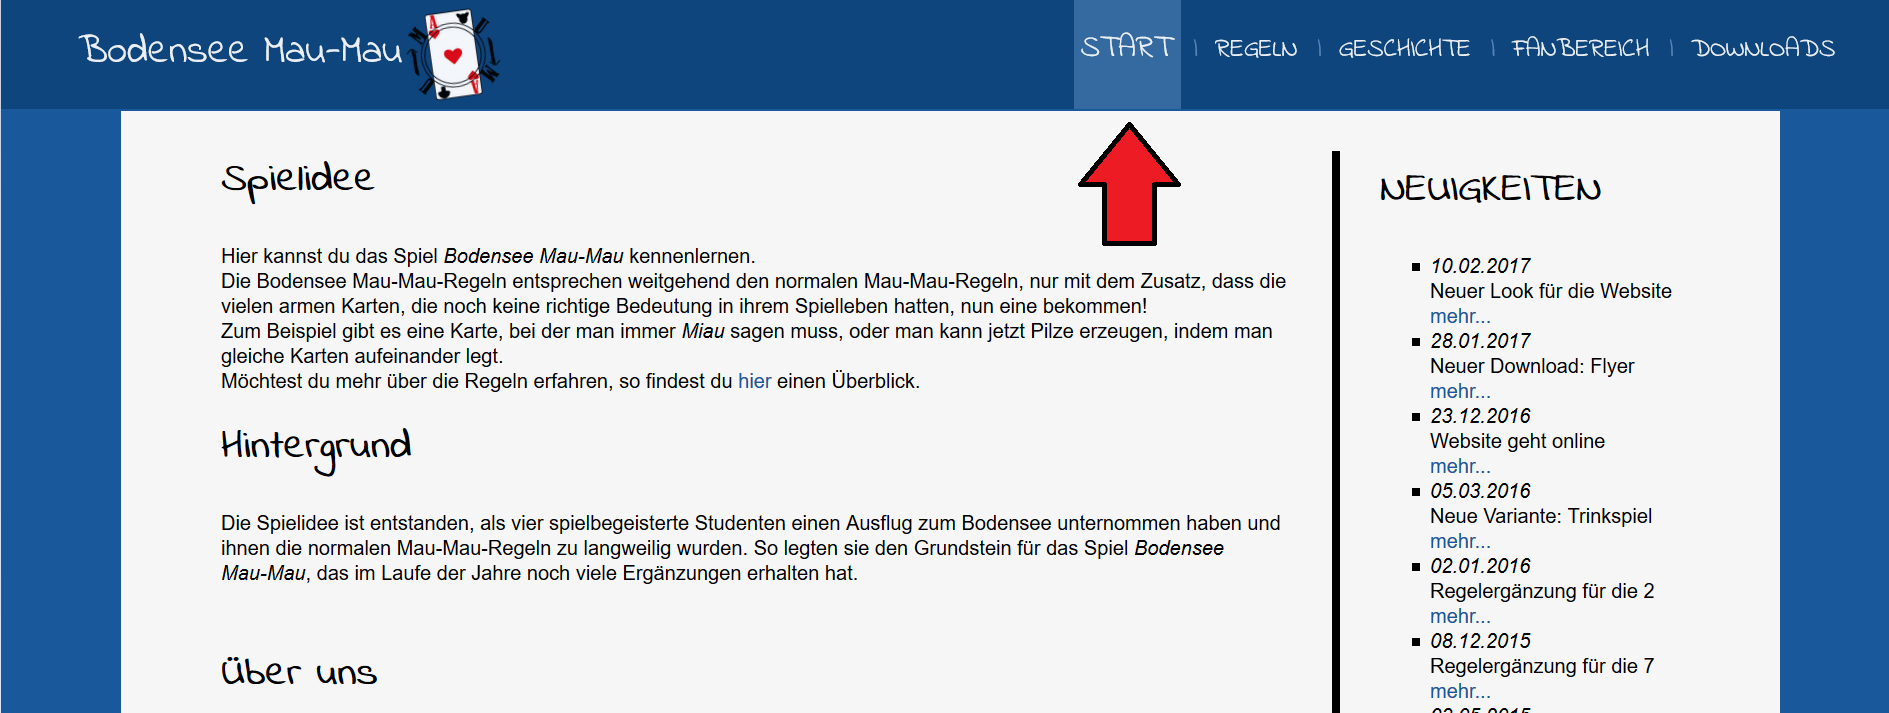 Bodensee Mau-Mau
START | REGELN | GESCHICHTE | FANBEREICH | DOWNLOADS
Spielidee
Hier kannst du das Spiel Bodensee Mau-Mau kennenlernen.
Die Bodensee Mau-Mau-Regeln entsprechen weitgehend den normalen Mau-Mau-Regeln, nur mit dem Zusatz, dass die
vielen armen Karten, die noch keine richtige Bedeutung in ihrem Spielleben hatten, nun eine bekommen!
Zum Beispiel gibt es eine Karte, bei der man immer Miau sagen muss, oder man kann jetzt Pilze erzeugen, indem man
gleiche Karten aufeinander legt.
Möchtest du mehr über die Regeln erfahren, so findest du hier einen Überblick.
Hintergrund
Die Spielidee ist entstanden, als vier spielbegeisterte Studenten einen Ausflug zum Bodensee unternommen haben und
ihnen die normalen Mau-Mau-Regeln zu langweilig wurden. So legten sie den Grundstein für das Spiel Bodensee
Mau-Mau, das im Laufe der Jahre noch viele Ergänzungen erhalten hat.
Über uns
NEUIGKEITEN
10.02.2017
Neuer Look für die Website
mehr...
28.01.2017
Neuer Download: Flyer
mehr...
23.12.2016
Website geht online
mehr...
05.03.2016
Neue Variante: Trinkspiel
mehr...
02.01.2016
Regelergänzung für die 2
mehr...
08.12.2015
Regelergänzung für die 7
mehr...